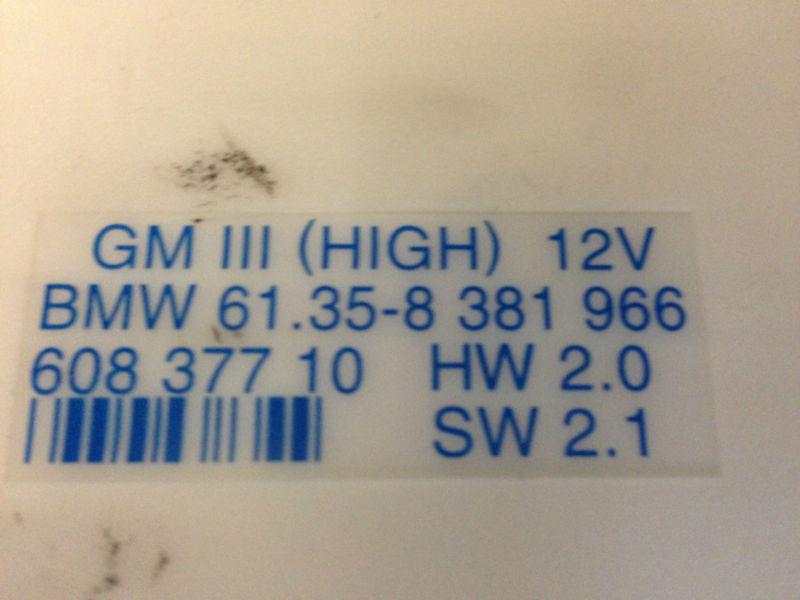 GM III (HIGH) 12V
BMW 61.35-8 381 966
608 377 10 HW 2.0
SW 2.1